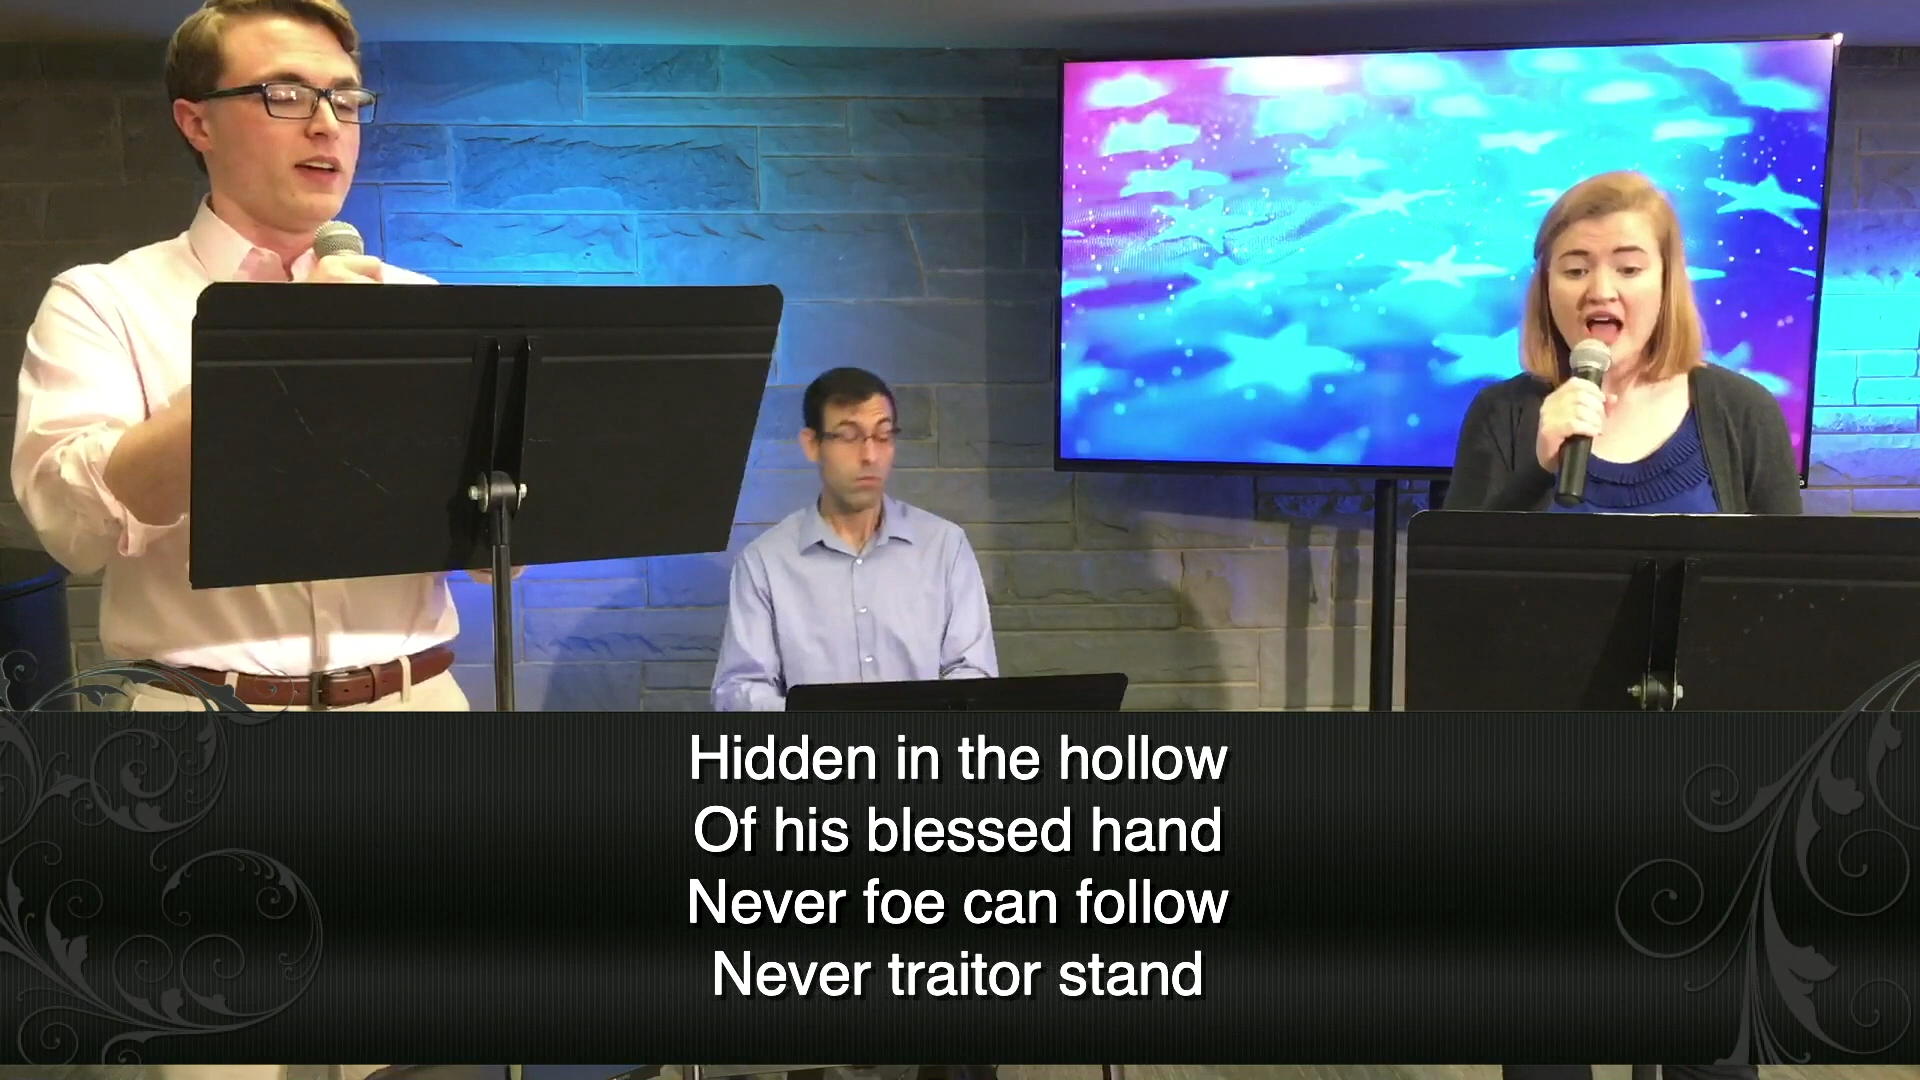 Hidden in the hollow
Of his blessed hand
Never foe can follow
Never traitor stand